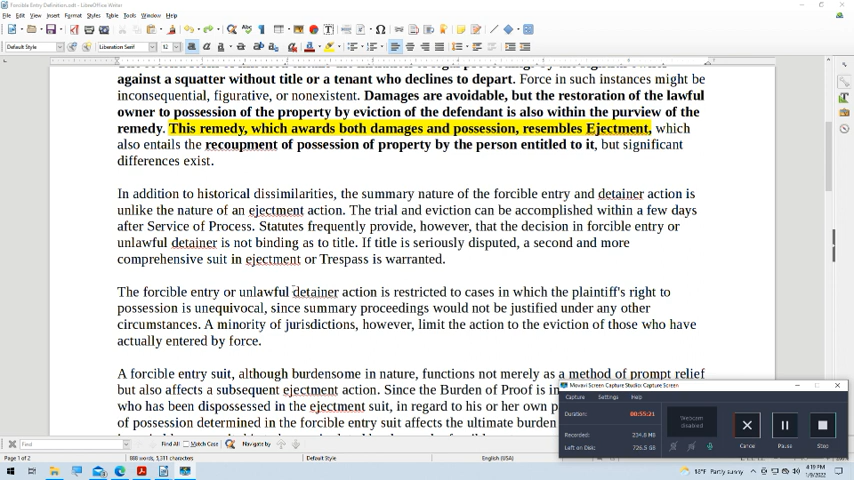 Forcible Entry Definition.odt - LibreOffice Writer
File Edit View Insert Format Styles Table Form Tools Window Help
Default Style
Liberation Serif
12
against a squatter without title or a tenant who declines to depart. Force in such instances might be
inconsequential, figurative, or nonexistent. Damages are avoidable, but the restoration of the lawful
owner to possession of the property by eviction of the defendant is also within the purview of the
remedy. This remedy, which awards both damages and possession, resembles Ejectment, which
also entails the recoupment of possession of property by the person entitled to it, but significant
differences exist.
In addition to historical dissimilarities, the summary nature of the forcible entry and detainer action is
unlike the nature of an ejectment action. The trial and eviction can be accomplished within a few days
after Service of Process. Statutes frequently provide, however, that the decision in forcible entry or
unlawful detainer is not binding as to title. If title is seriously disputed, a second and more
comprehensive suit in ejectment or Trespass is warranted.
The forcible entry or unlawful detainer action is restricted to cases in which the plaintiff's right to
possession is unequivocal, since summary proceedings would not be justified under any other
circumstances. A minority of jurisdictions, however, limit the action to the eviction of those who have
actually entered by force.
A forcible entry suit, although burdensome in nature, functions not merely as a method of prompt relief
but also affects a subsequent ejectment action. Since the Burden of Proof is in
who has been dispossessed in the ejectment suit, in regard to his or her own p
of possession determined in the forcible entry suit affects the ultimate burden
Movavi Screen Capture Studio: Capture Screen
Capture Settings Help
Duration: 00:55:21
Recorded: 234.8 MB
Left on Disk: 726.5 GB
Webcam disabled
Cancel Pause Stop
Find
Find All
Match Case
Navigate by
Page 1 of 2
888 words, 5,311 characters
Default Style
English (USA)
58°F Partly sunny
4:19 PM
1/9/2022